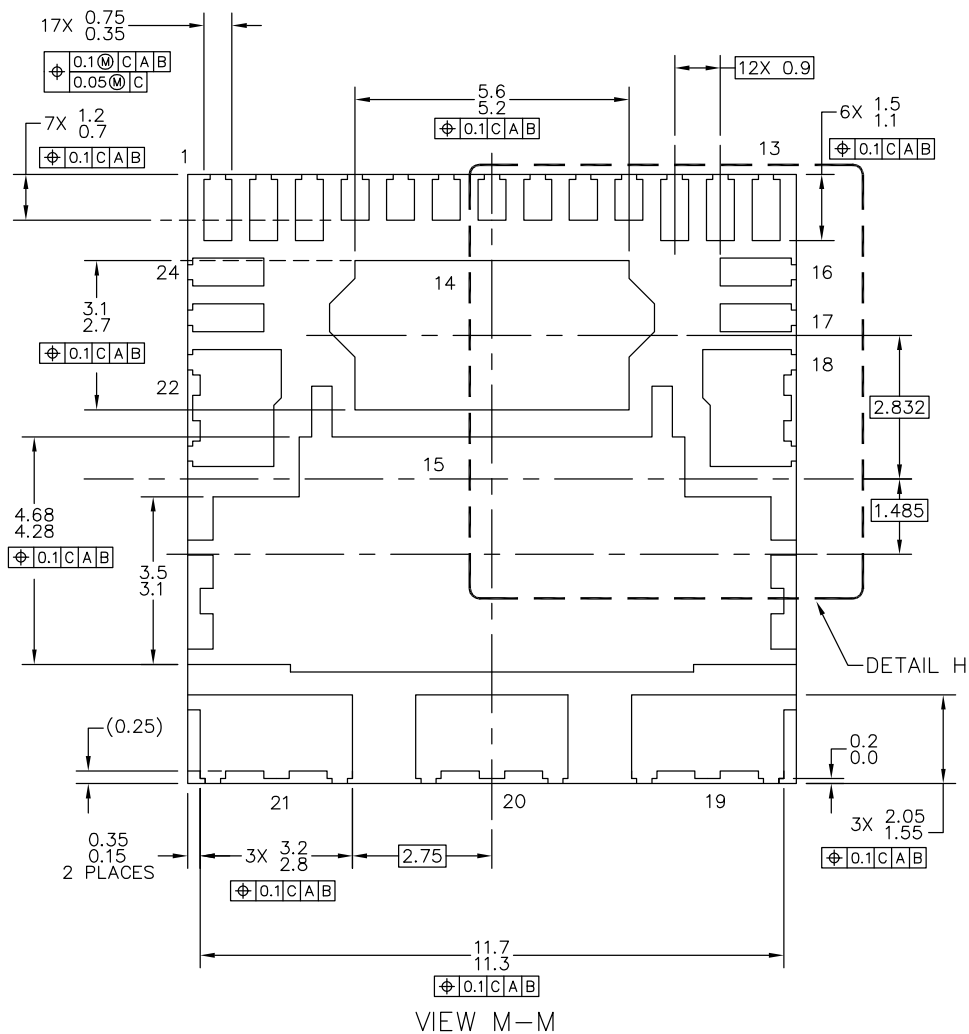 17X 0.75
0.35
⌖ 0.1Ⓜ C A B
0.05Ⓜ C
7X 1.2
0.7
⌖ 0.1 C A B
5.6
5.2
⌖ 0.1 C A B
12X 0.9
6X 1.5
1.1
⌖ 0.1 C A B
1
13
24
14
16
3.1
2.7
⌖ 0.1 C A B
17
22
18
2.832
15
1.485
4.68
4.28
⌖ 0.1 C A B
3.5
3.1
DETAIL H
(0.25)
0.2
0.0
21
20
19
3X 2.05
1.55
⌖ 0.1 C A B
0.35
0.15
2 PLACES
3X 3.2
2.8
⌖ 0.1 C A B
2.75
11.7
11.3
⌖ 0.1 C A B
VIEW M-M